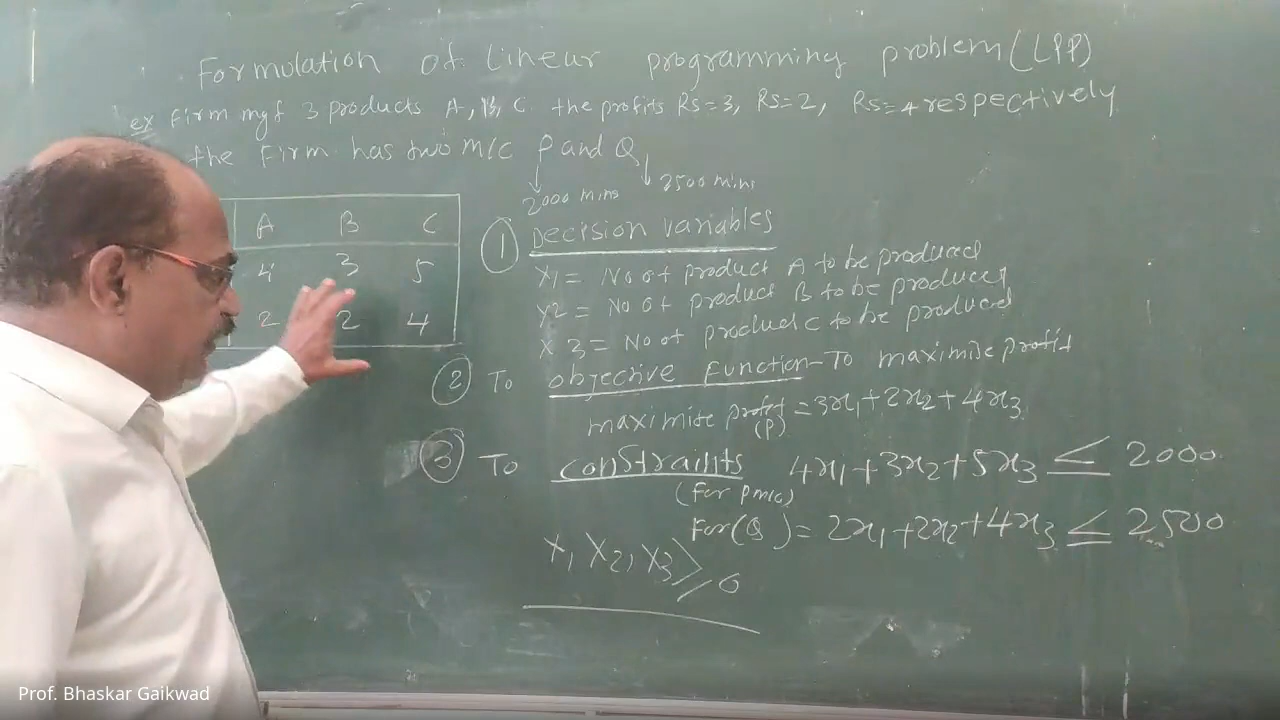 Formulation of Linear programming problem (LPP)
ex Firm mgf 3 products A, B, C. the profits Rs=3, Rs=2, Rs=4 respectively
the Firm has two M/C P and Q
2000 mins 2500 mins
A B C
4 3 5
2 2 4
① Decision variables
X1= No of product A to be produced
X2= No of product B to be produced
X3= No of product C to be produced
② To objective Function-To maximise profit
maximise profit (P) = 3x₁+2x₂+4x₃
③ To constraints 4x₁+3x₂+5x₃ ≤ 2000
(for P m/c)
For(Q)= 2x₁+2x₂+4x₃ ≤ 2500
X₁ X₂, X₃ ≥ 0
Prof. Bhaskar Gaikwad